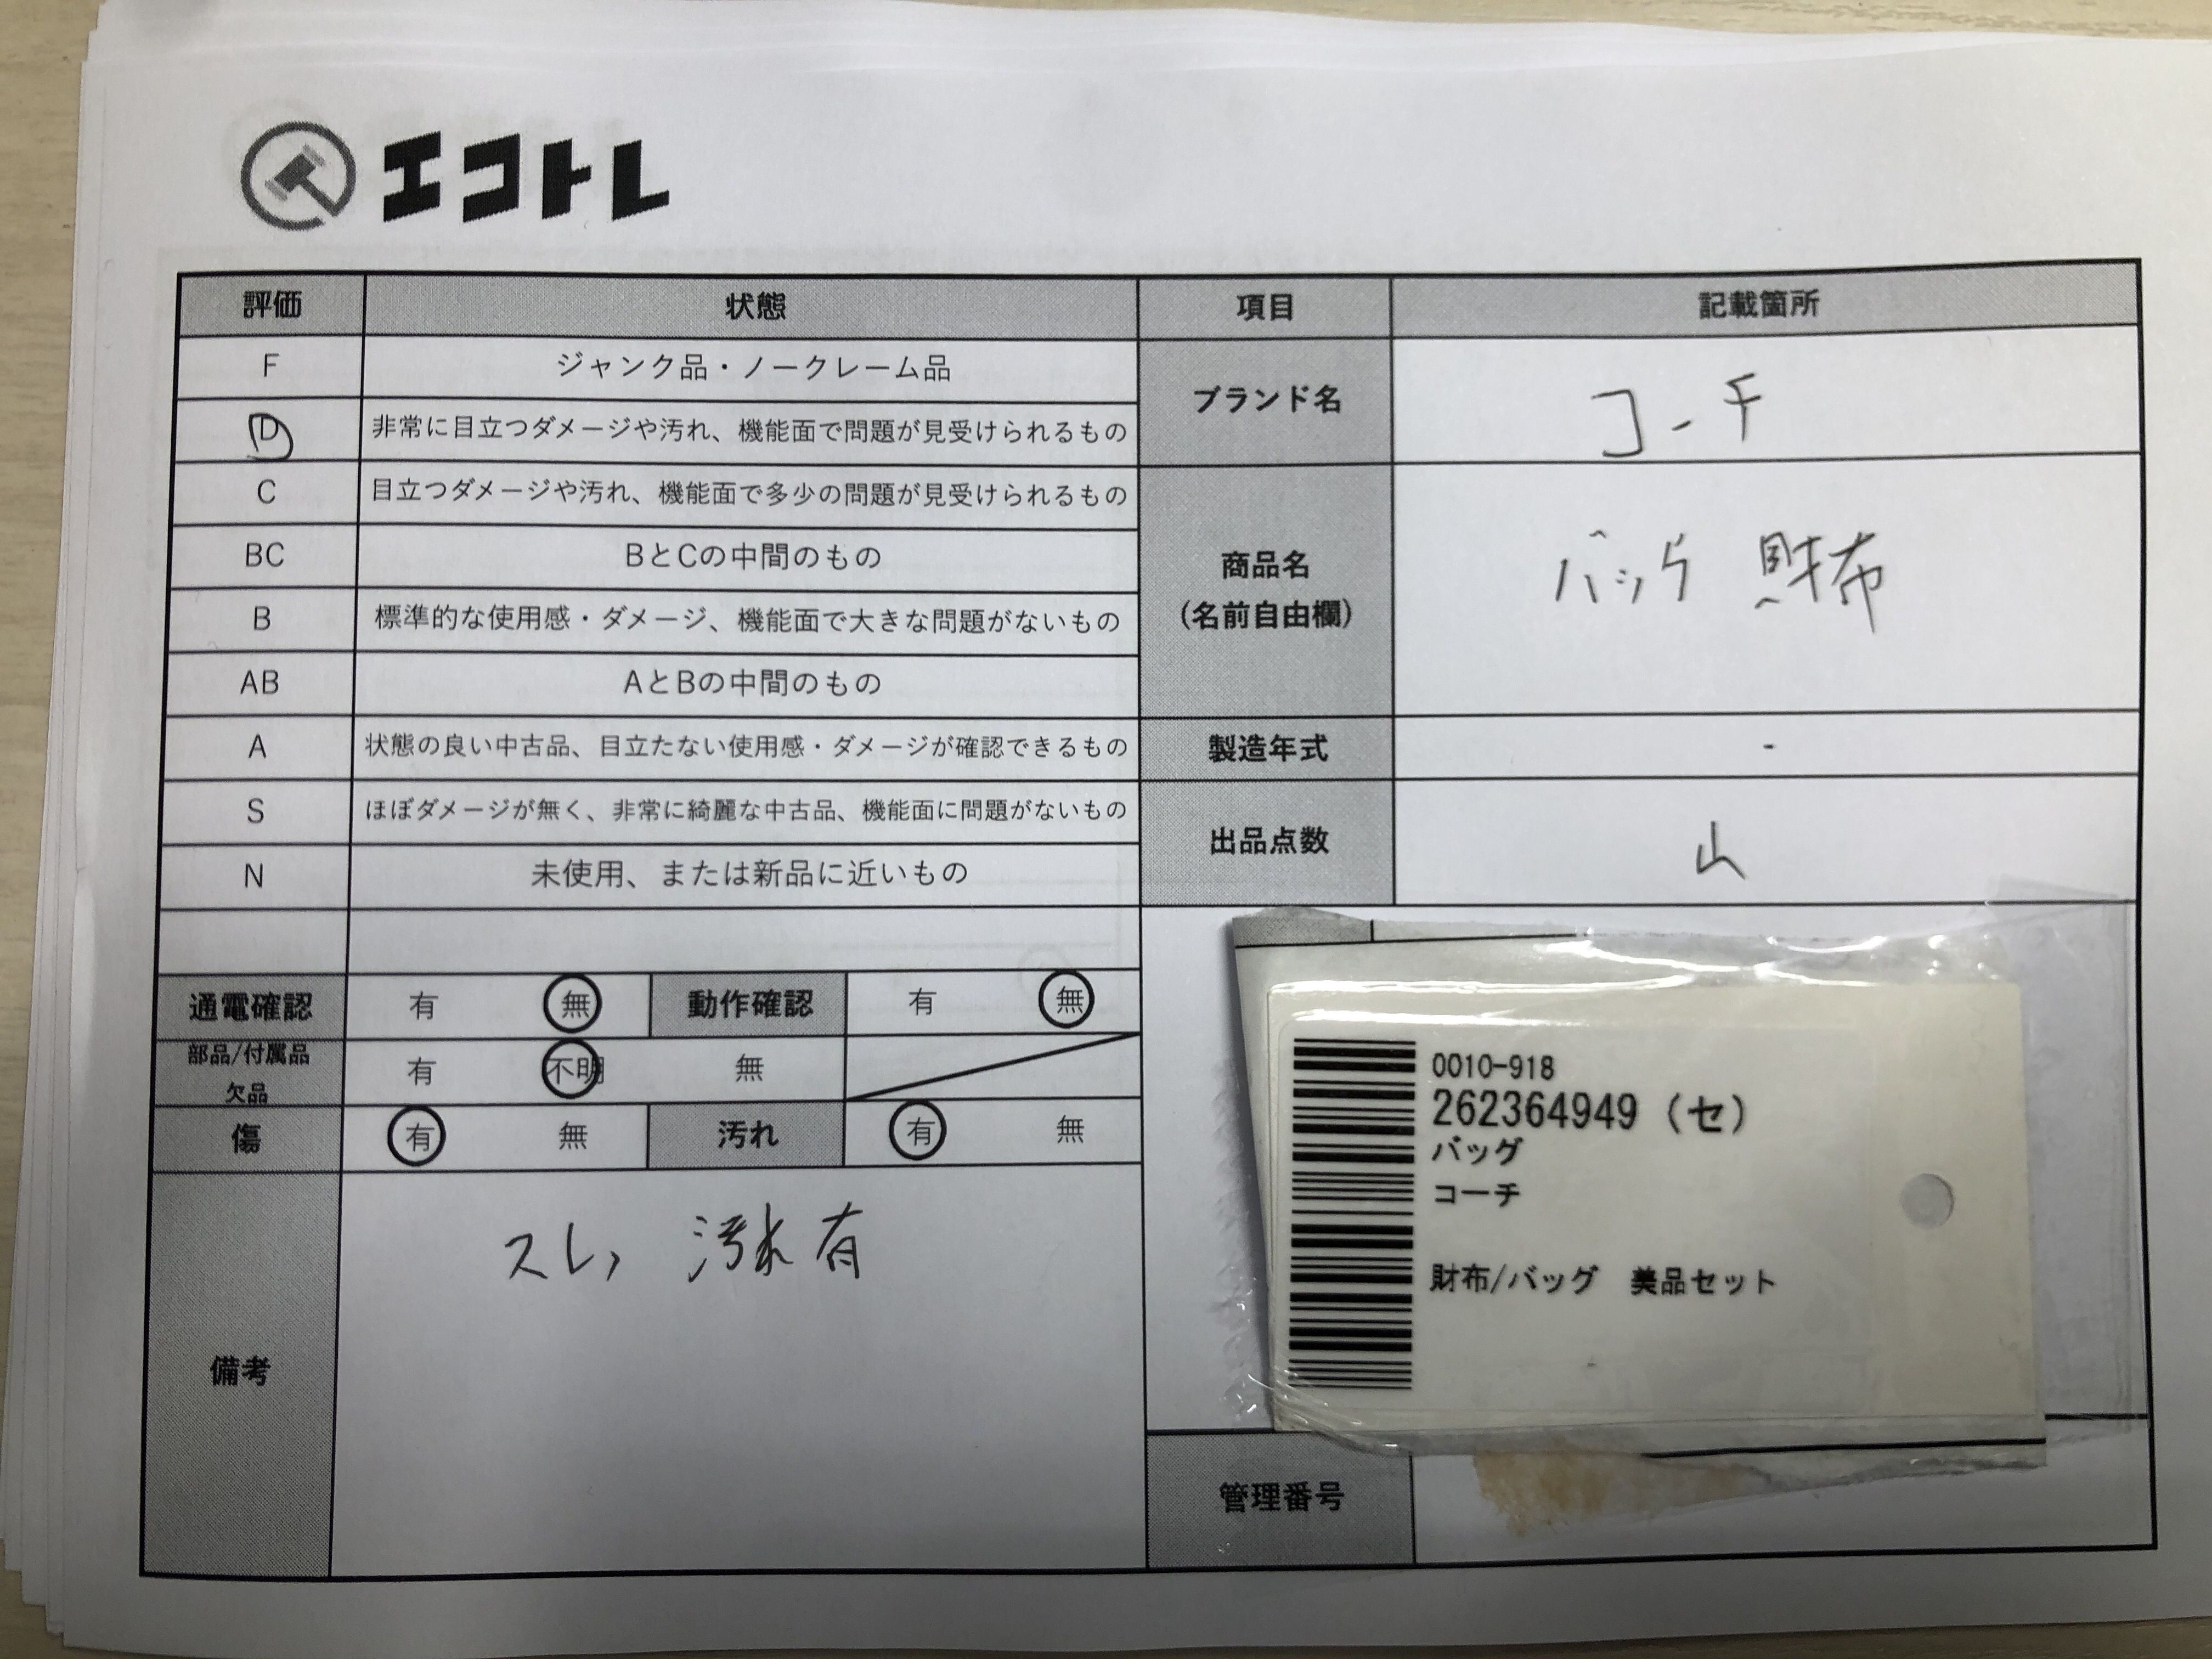 エコトレ
評価 状態 項目 記載箇所
F ジャンク品・ノークレーム品
D 非常に目立つダメージや汚れ、機能面で問題が見受けられるもの
C 目立つダメージや汚れ、機能面で多少の問題が見受けられるもの
BC BとCの中間のもの
B 標準的な使用感・ダメージ、機能面で大きな問題がないもの
AB AとBの中間のもの
A 状態の良い中古品、目立たない使用感・ダメージが確認できるもの
S ほぼダメージが無く、非常に綺麗な中古品、機能面に問題がないもの
N 未使用、または新品に近いもの
ブランド名 コーチ
商品名
(名前自由欄)
バッグ 財布
製造年式 -
出品点数 山
通電確認 有 無 動作確認 有 無
部品/付属品
欠品
有 不明 無
傷 有 無 汚れ 有 無
備考
スレ, 汚れ有
0010-918
262364949 (セ)
バッグ
コーチ
財布/バッグ 美品セット
管理番号